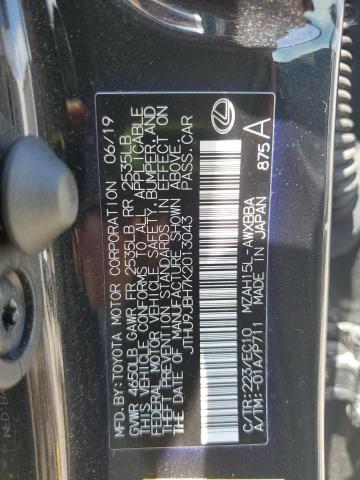 MFD. BY: TOYOTA MOTOR CORPORATION 06/19
GVWR 4650LB GAWR FR 2535LB RR 2535LB
THIS VEHICLE CONFORMS TO ALL APPLICABLE
FEDERAL MOTOR VEHICLE SAFETY, BUMPER, AND
THEFT PREVENTION STANDARDS IN EFFECT ON
THE DATE OF MANUFACTURE SHOWN ABOVE.
JTHU9JBH7K2013043 PASS.CAR
C/TR: 223/EC10 MZAH15L-AWXBBA
A/TM: -01A/P711 MADE IN JAPAN
875 A